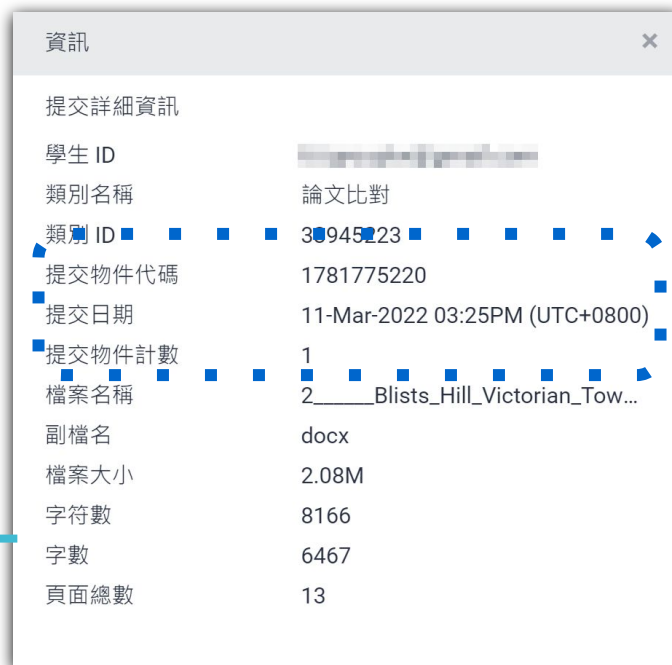 資訊 ×
提交詳細資訊
學生 ID
類別名稱 論文比對
類別 ID
提交物件代碼 1781775220
提交日期 11-Mar-2022 03:25PM (UTC+0800)
提交物件計數 1
檔案名稱 2______Blists_Hill_Victorian_Tow...
副檔名 docx
檔案大小 2.08M
字符數 8166
字數 6467
頁面總數 13